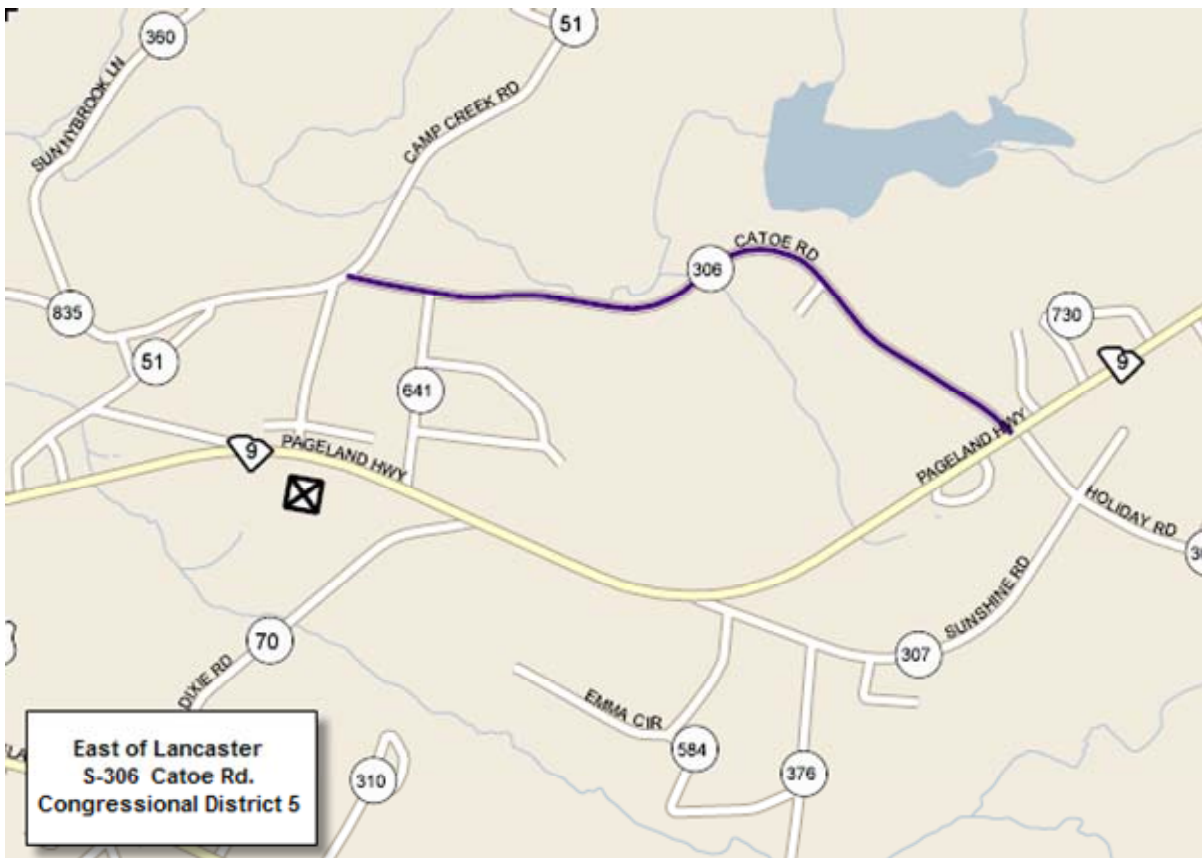 360
51
SUNNYBROOK LN
CAMP CREEK RD
CATOE RD
306
835
730
51
9
641
9
PAGELAND HWY
PAGELAND HWY
HOLIDAY RD
SUNSHINE RD
70
307
DIXIE RD
EMMA CIR
584
376
310
East of Lancaster
S-306 Catoe Rd.
Congressional District 5